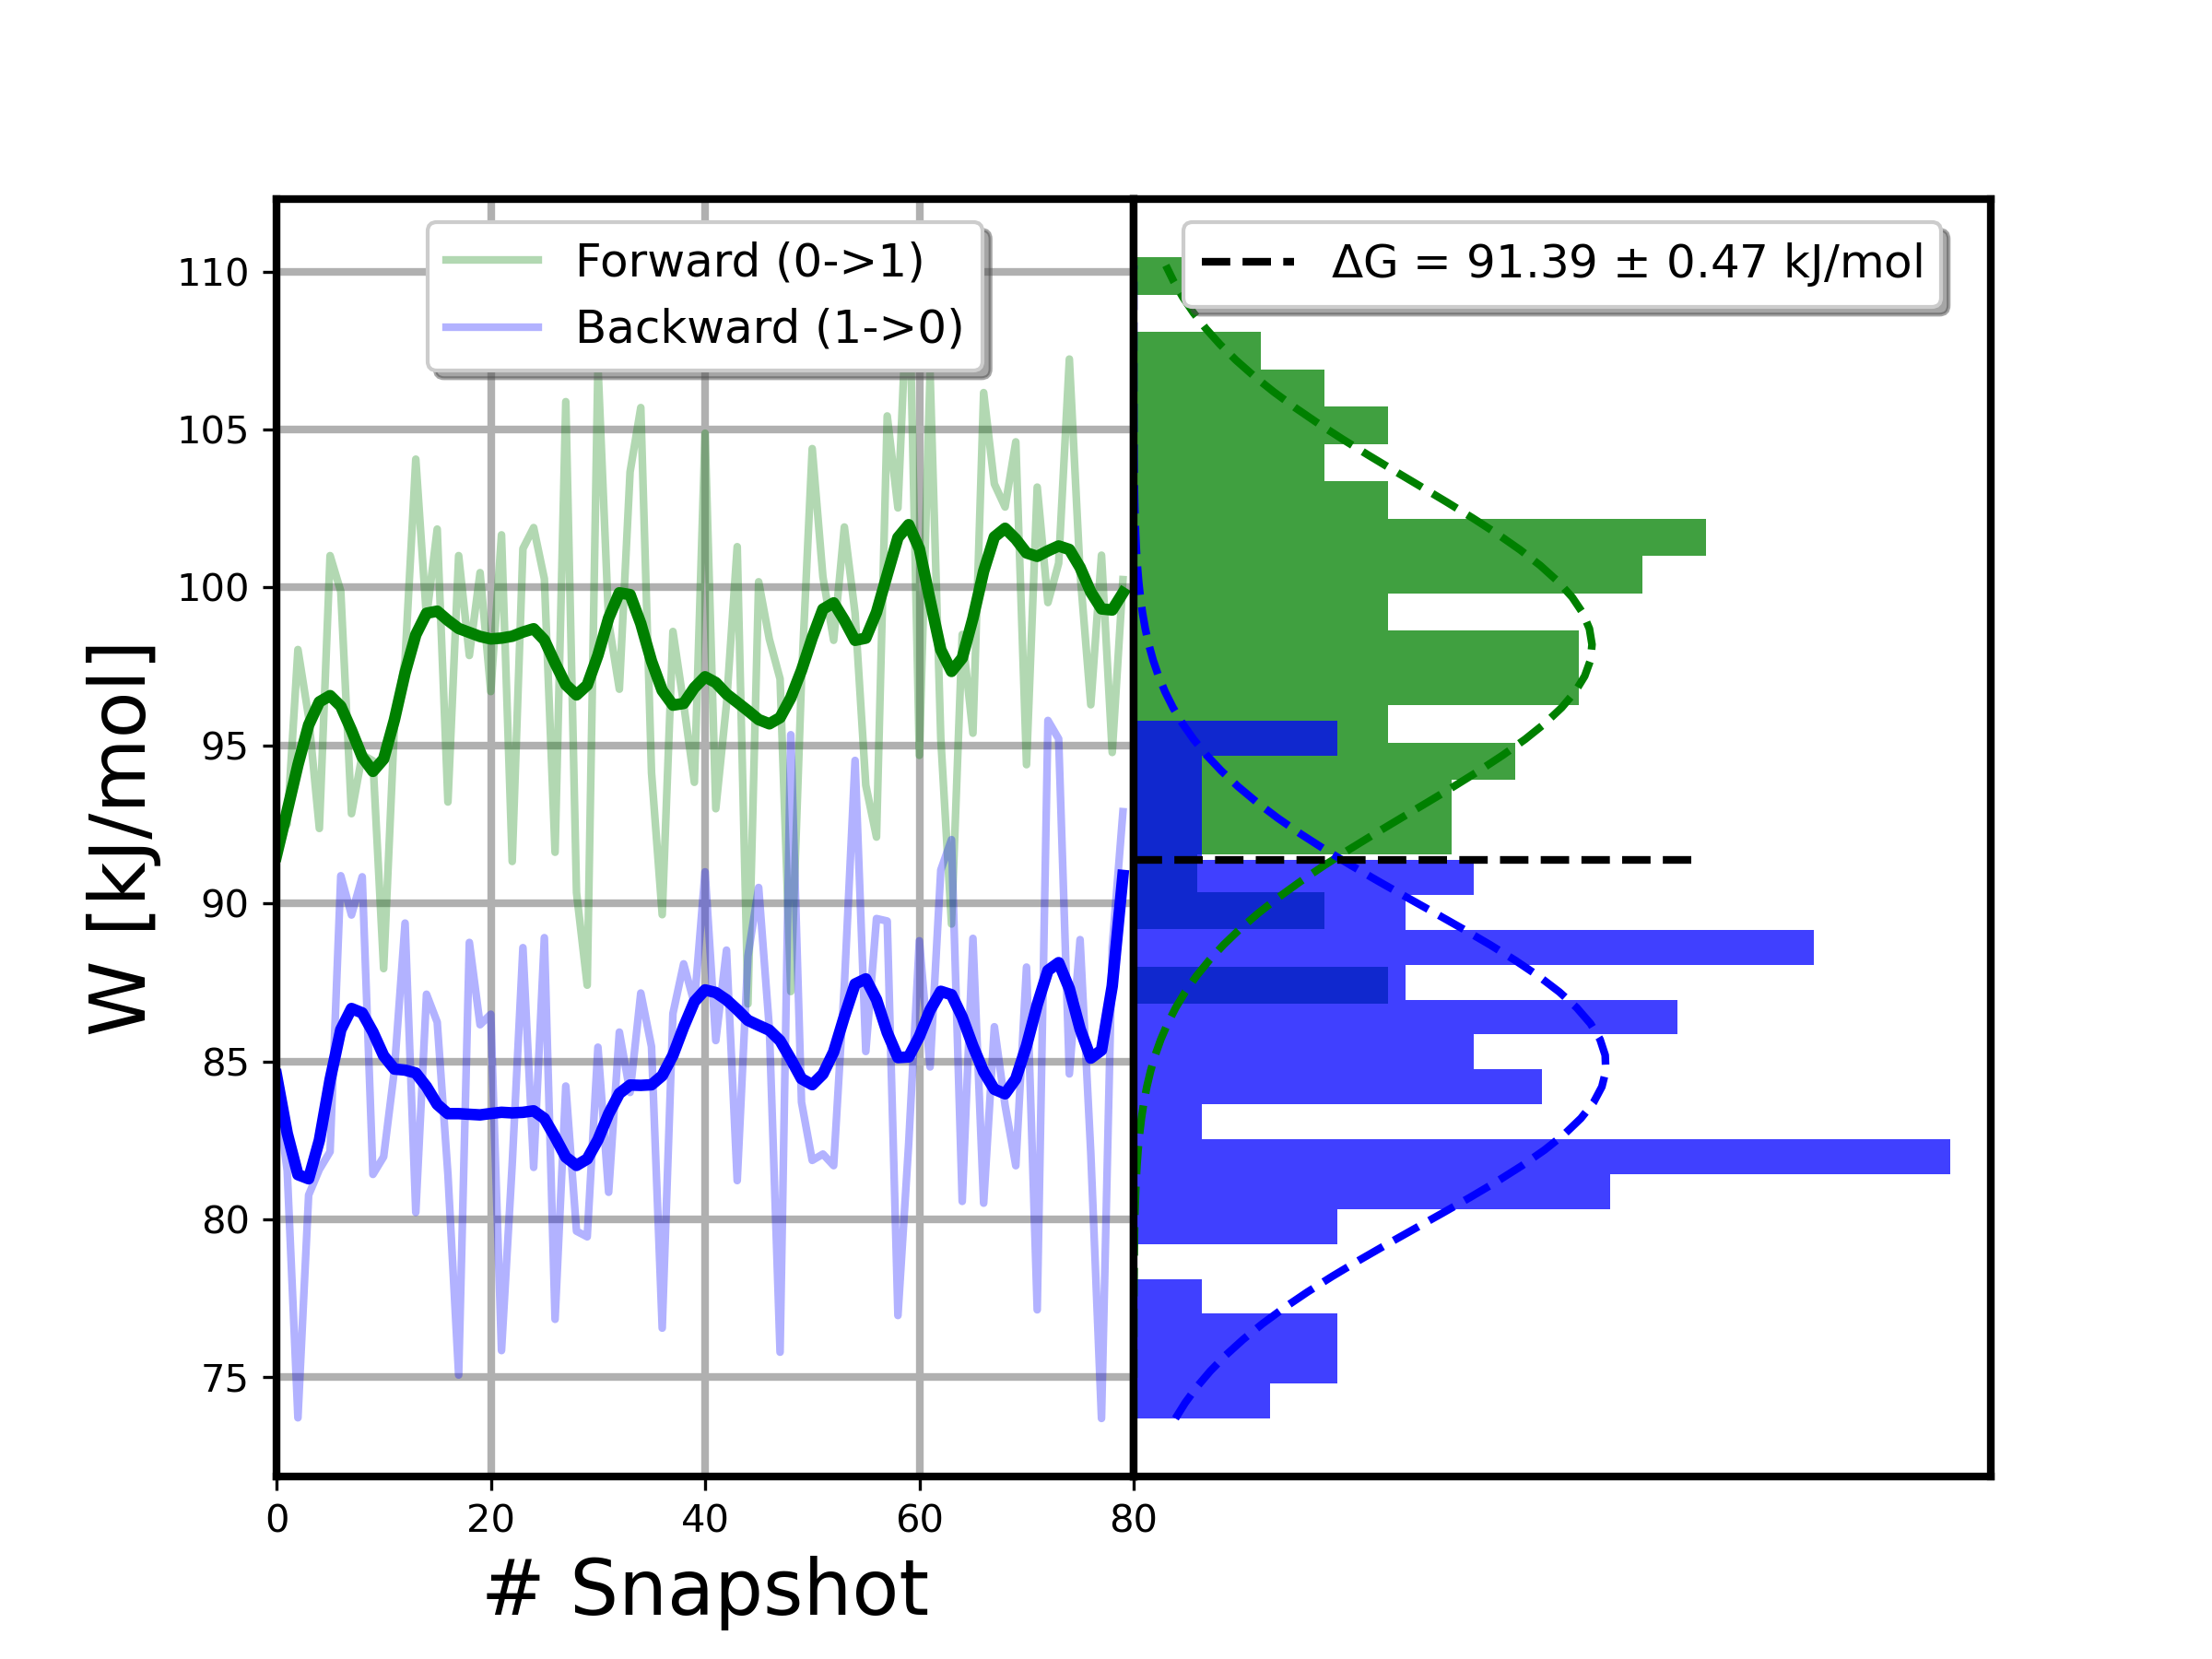 Forward (0->1)
Backward (1->0)
ΔG = 91.39 ± 0.47 kJ/mol
W [kJ/mol]
110
105
100
95
90
85
80
75
0
20
40
60
80
# Snapshot